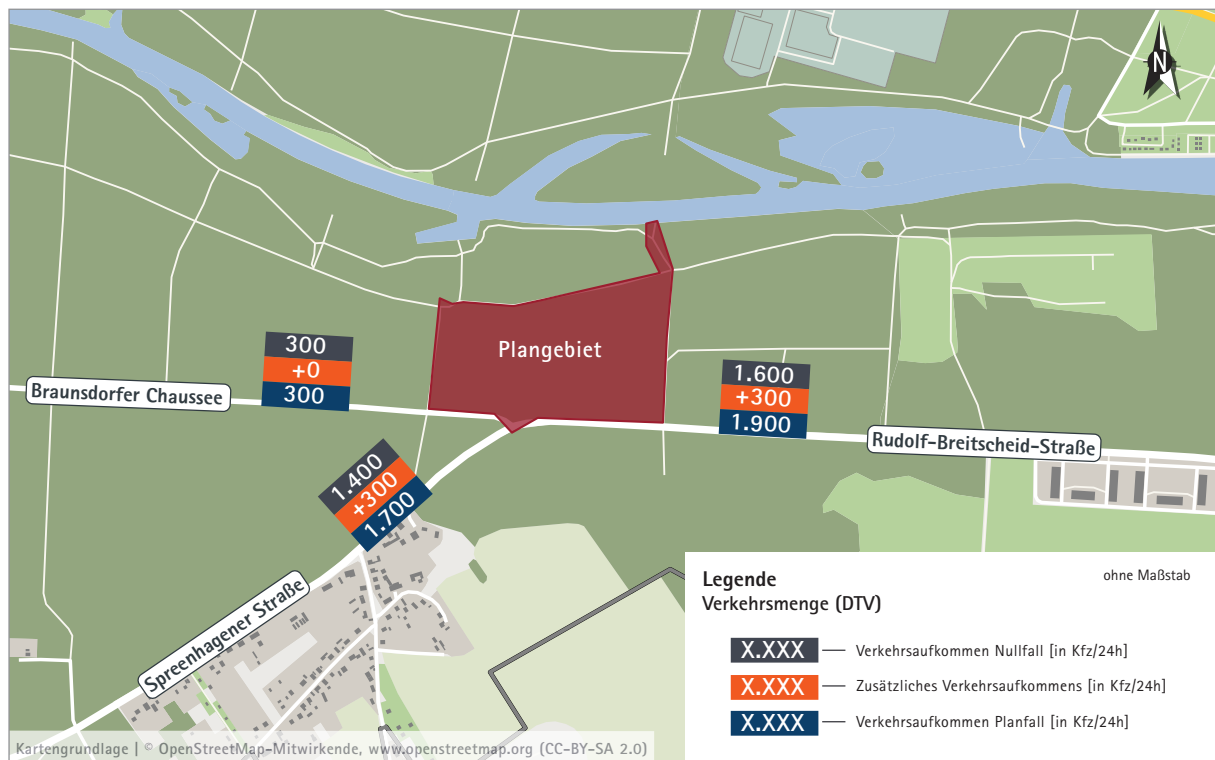 N
Plangebiet
300
+0
300
Braunsdorfer Chaussee
1.600
+300
1.900
Rudolf-Breitscheid-Straße
1.400
+300
1.700
Spreenhagener Straße
Legende
ohne Maßstab
Verkehrsmenge (DTV)
X.XXX Verkehrsaufkommen Nullfall [in Kfz/24h]
X.XXX Zusätzliches Verkehrsaufkommens [in Kfz/24h]
X.XXX Verkehrsaufkommen Planfall [in Kfz/24h]
Kartengrundlage | © OpenStreetMap-Mitwirkende, www.openstreetmap.org (CC-BY-SA 2.0)